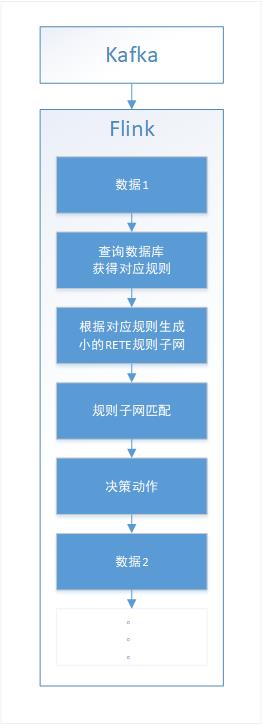 Kafka
Flink
数据1
查询数据库
获得对应规则
根据对应规则生成
小的RETE规则子网
规则子网匹配
决策动作
数据2
。
。
。